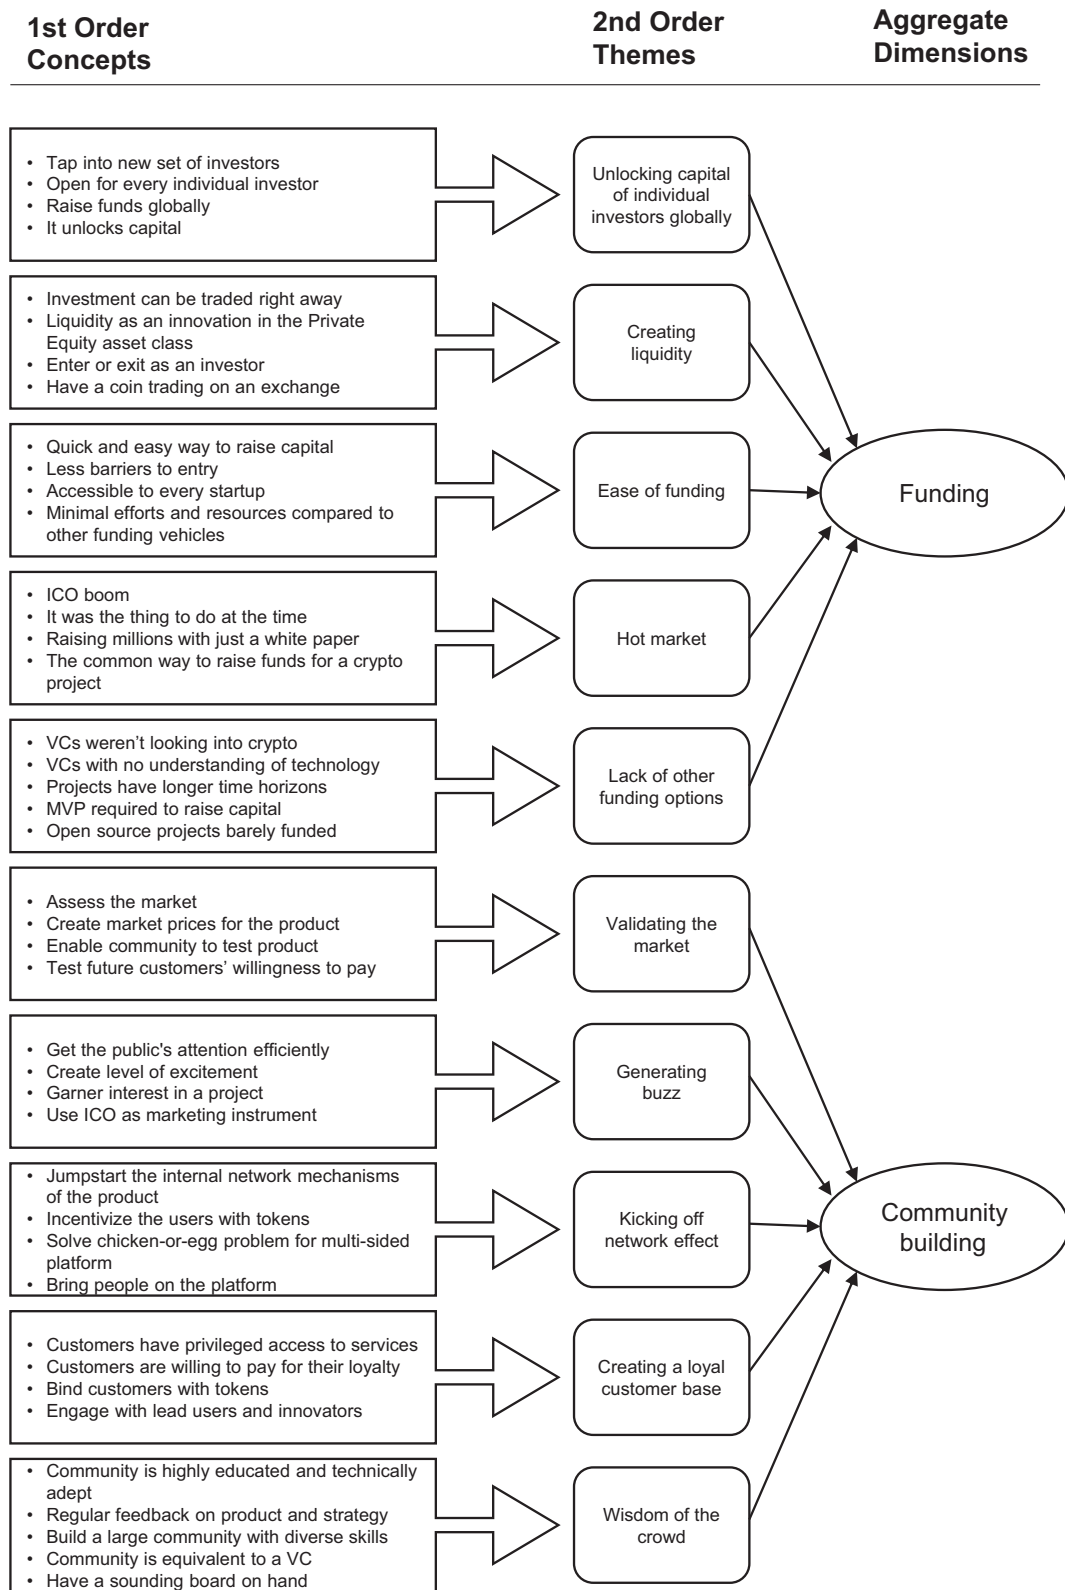 1st Order
Concepts
2nd Order
Themes
Aggregate
Dimensions
• Tap into new set of investors
• Open for every individual investor
• Raise funds globally
• It unlocks capital
Unlocking capital
of individual
investors globally
• Investment can be traded right away
• Liquidity as an innovation in the Private
Equity asset class
• Enter or exit as an investor
• Have a coin trading on an exchange
Creating
liquidity
• Quick and easy way to raise capital
• Less barriers to entry
• Accessible to every startup
• Minimal efforts and resources compared to
other funding vehicles
Ease of funding
Funding
• ICO boom
• It was the thing to do at the time
• Raising millions with just a white paper
• The common way to raise funds for a crypto
project
Hot market
• VCs weren’t looking into crypto
• VCs with no understanding of technology
• Projects have longer time horizons
• MVP required to raise capital
• Open source projects barely funded
Lack of other
funding options
• Assess the market
• Create market prices for the product
• Enable community to test product
• Test future customers’ willingness to pay
Validating the
market
• Get the public's attention efficiently
• Create level of excitement
• Garner interest in a project
• Use ICO as marketing instrument
Generating
buzz
• Jumpstart the internal network mechanisms
of the product
• Incentivize the users with tokens
• Solve chicken-or-egg problem for multi-sided
platform
• Bring people on the platform
Kicking off
network effect
Community
building
• Customers have privileged access to services
• Customers are willing to pay for their loyalty
• Bind customers with tokens
• Engage with lead users and innovators
Creating a loyal
customer base
• Community is highly educated and technically
adept
• Regular feedback on product and strategy
• Build a large community with diverse skills
• Community is equivalent to a VC
• Have a sounding board on hand
Wisdom of the
crowd